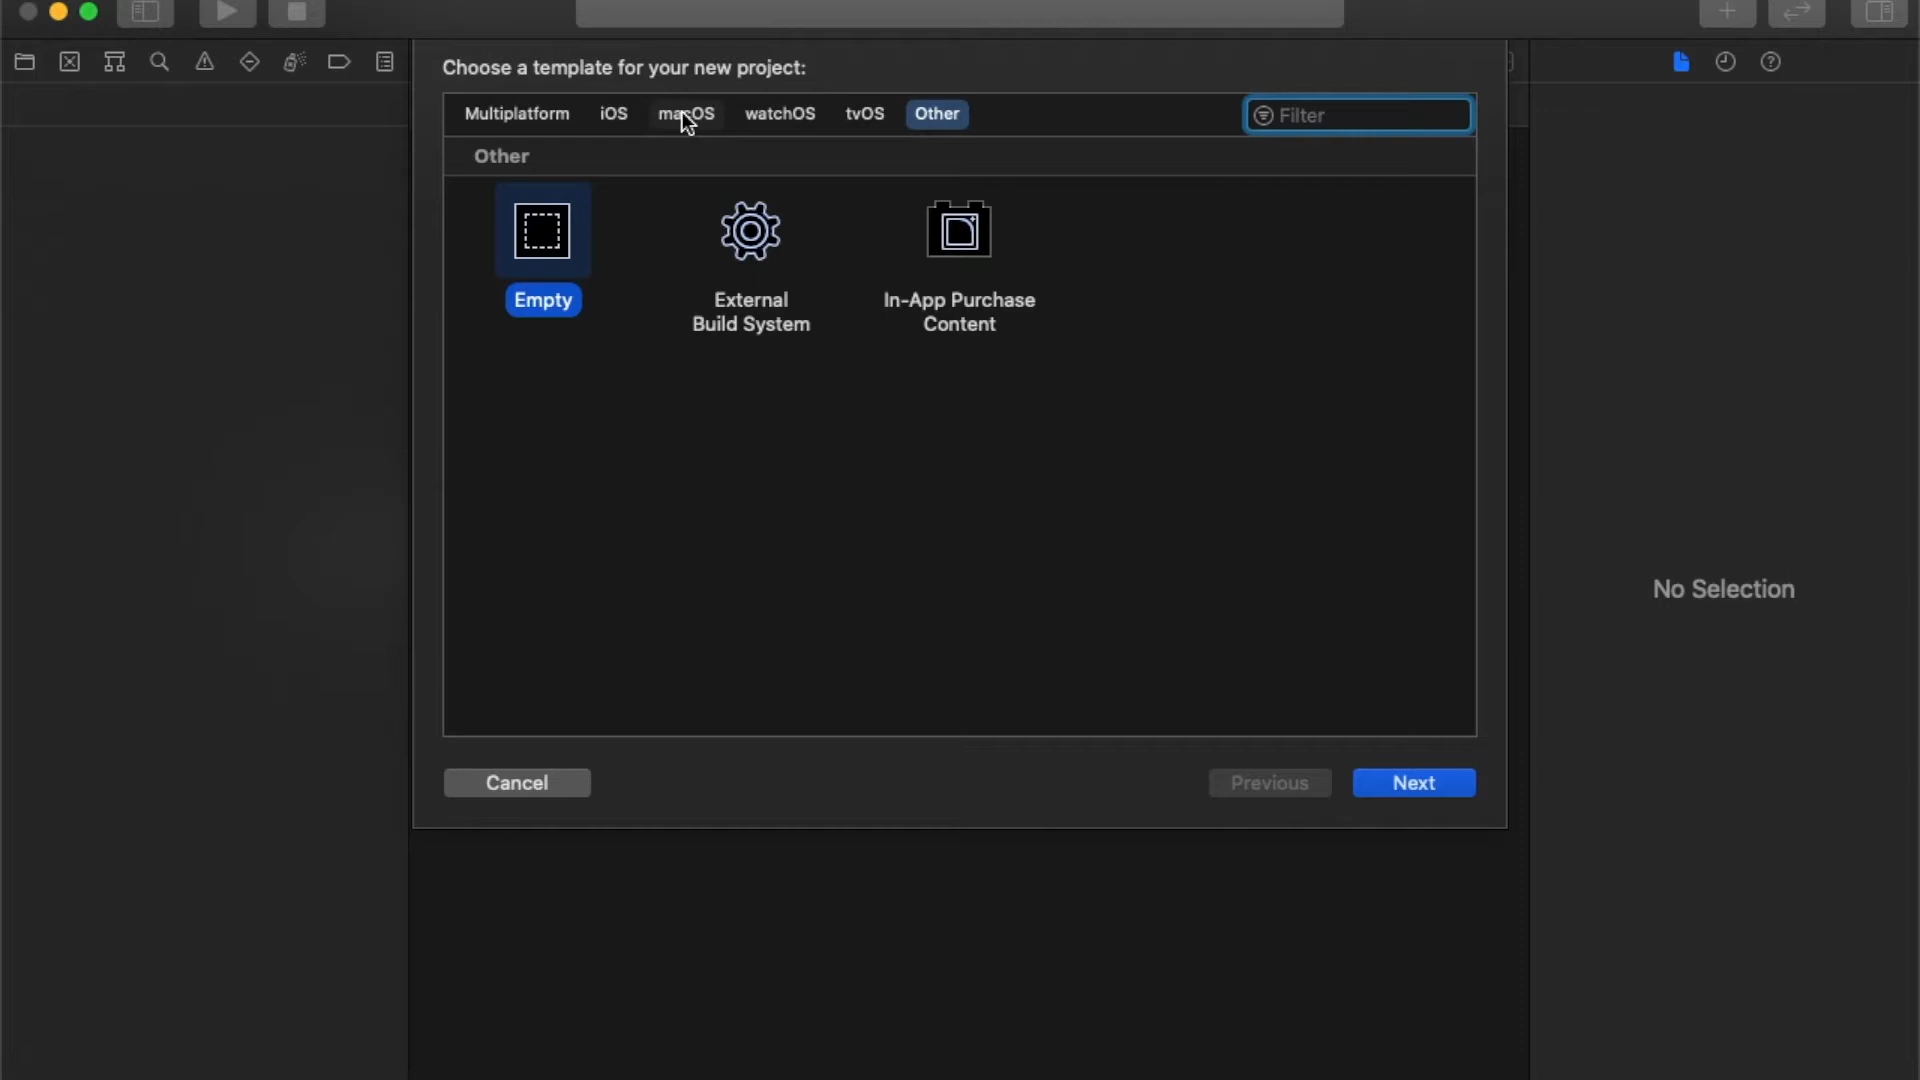 Choose a template for your new project:
Multiplatform iOS macOS watchOS tvOS Other Filter
Other
Empty
External
Build System
In-App Purchase
Content
No Selection
Cancel Previous Next